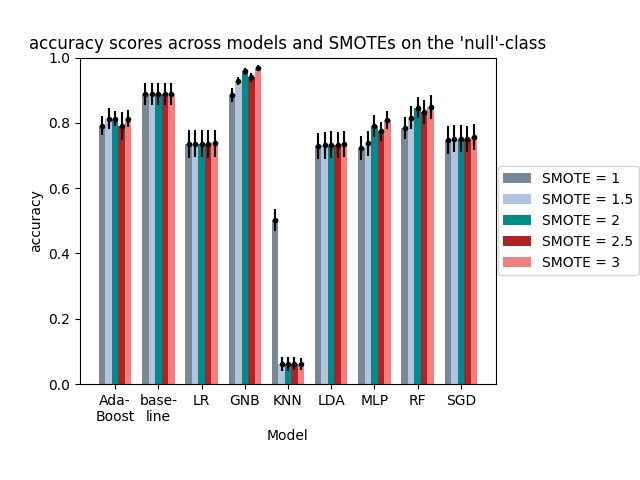 accuracy scores across models and SMOTEs on the 'null'-class
1.0
0.8
0.6
0.4
0.2
0.0
accuracy
Ada-
Boost
base-
line
LR
GNB
KNN
LDA
MLP
RF
SGD
Model
SMOTE = 1
SMOTE = 1.5
SMOTE = 2
SMOTE = 2.5
SMOTE = 3